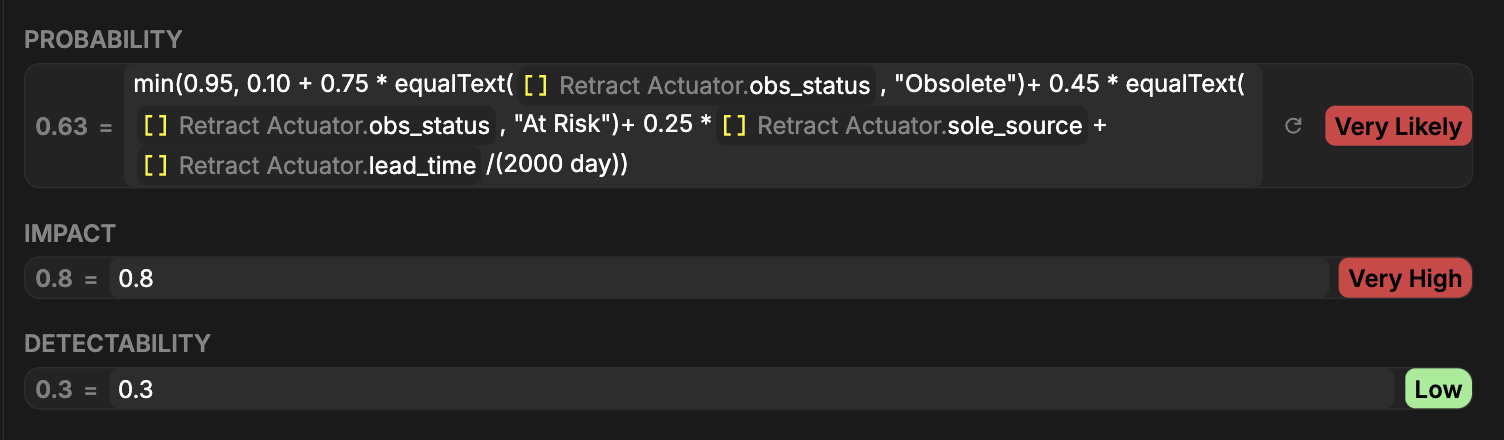 PROBABILITY
min(0.95, 0.10 + 0.75 * equalText( [] Retract Actuator.obs_status , "Obsolete")+ 0.45 * equalText(
0.63 = [] Retract Actuator.obs_status , "At Risk")+ 0.25 * [] Retract Actuator.sole_source + Very Likely
[] Retract Actuator.lead_time /(2000 day))
IMPACT
0.8 = 0.8 Very High
DETECTABILITY
0.3 = 0.3 Low